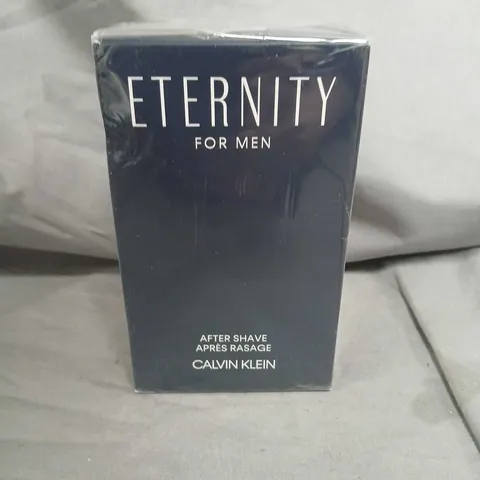 ETERNITY
FOR MEN
AFTER SHAVE
APRÈS RASAGE
CALVIN KLEIN